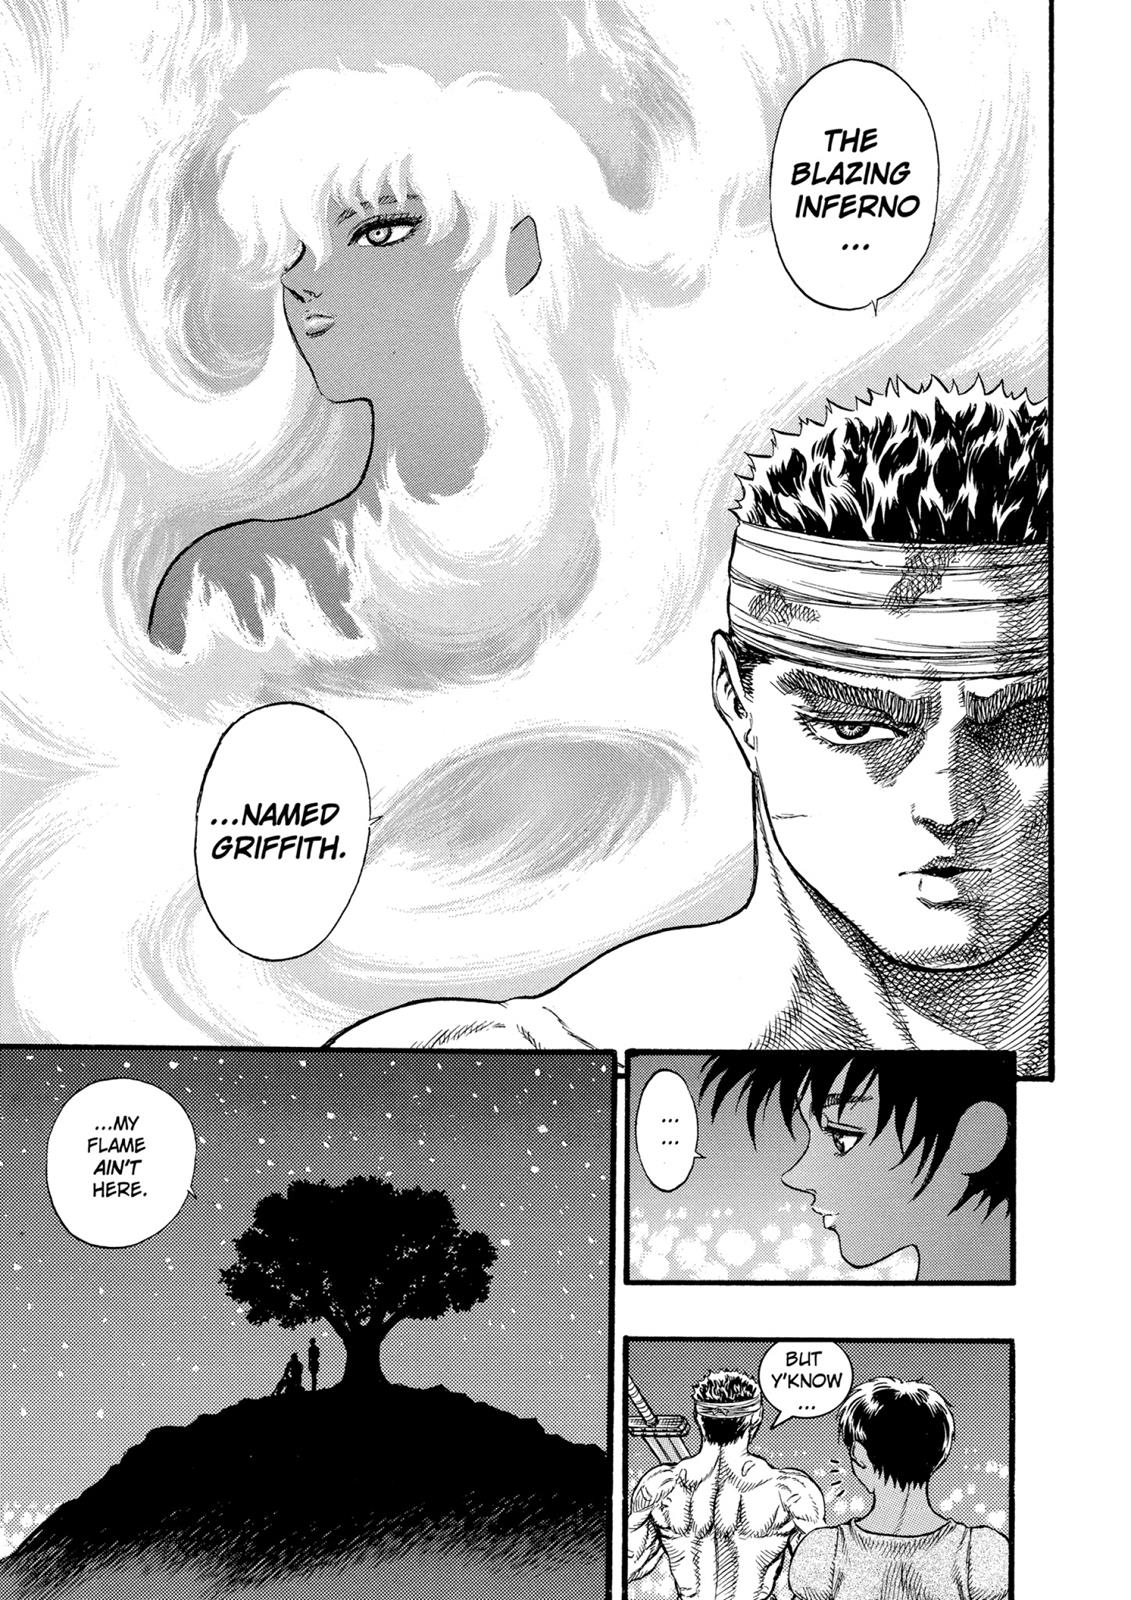 THE
BLAZING
INFERNO
...
...NAMED
GRIFFITH.
...
...
...MY
FLAME
AIN'T
HERE.
BUT
Y'KNOW
...